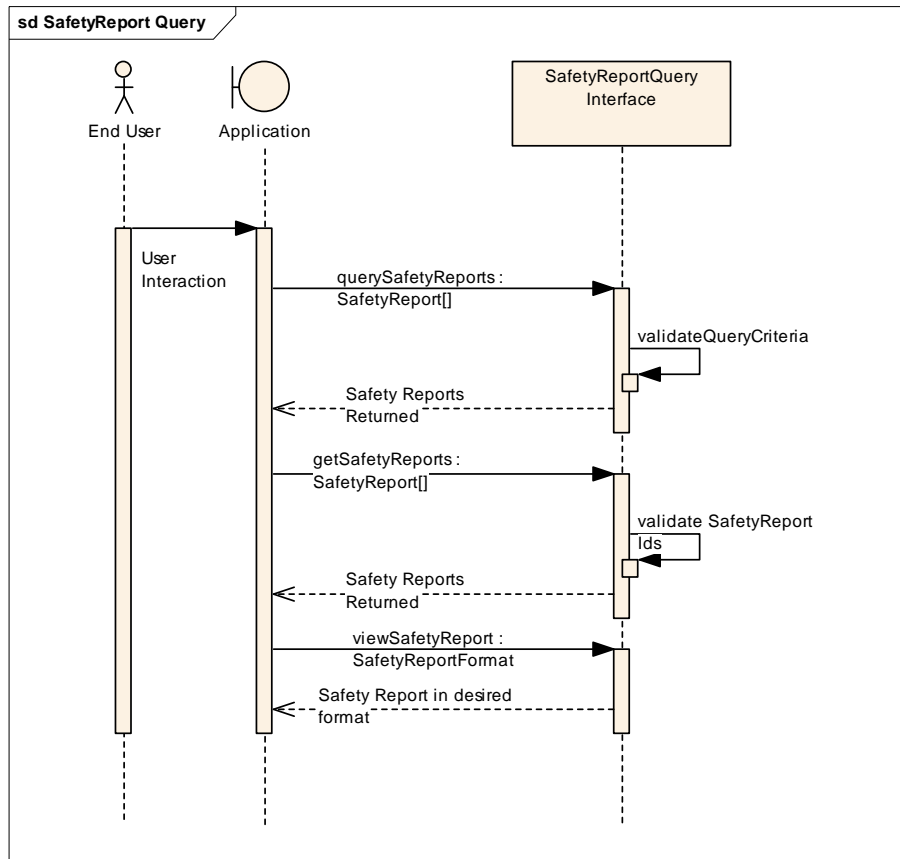 sd SafetyReport Query
End User
Application
SafetyReportQuery
Interface
User
Interaction
querySafetyReports :
SafetyReport[]
validateQueryCriteria
Safety Reports
Returned
getSafetyReports :
SafetyReport[]
validate SafetyReport
Ids
Safety Reports
Returned
viewSafetyReport :
SafetyReportFormat
Safety Report in desired
format